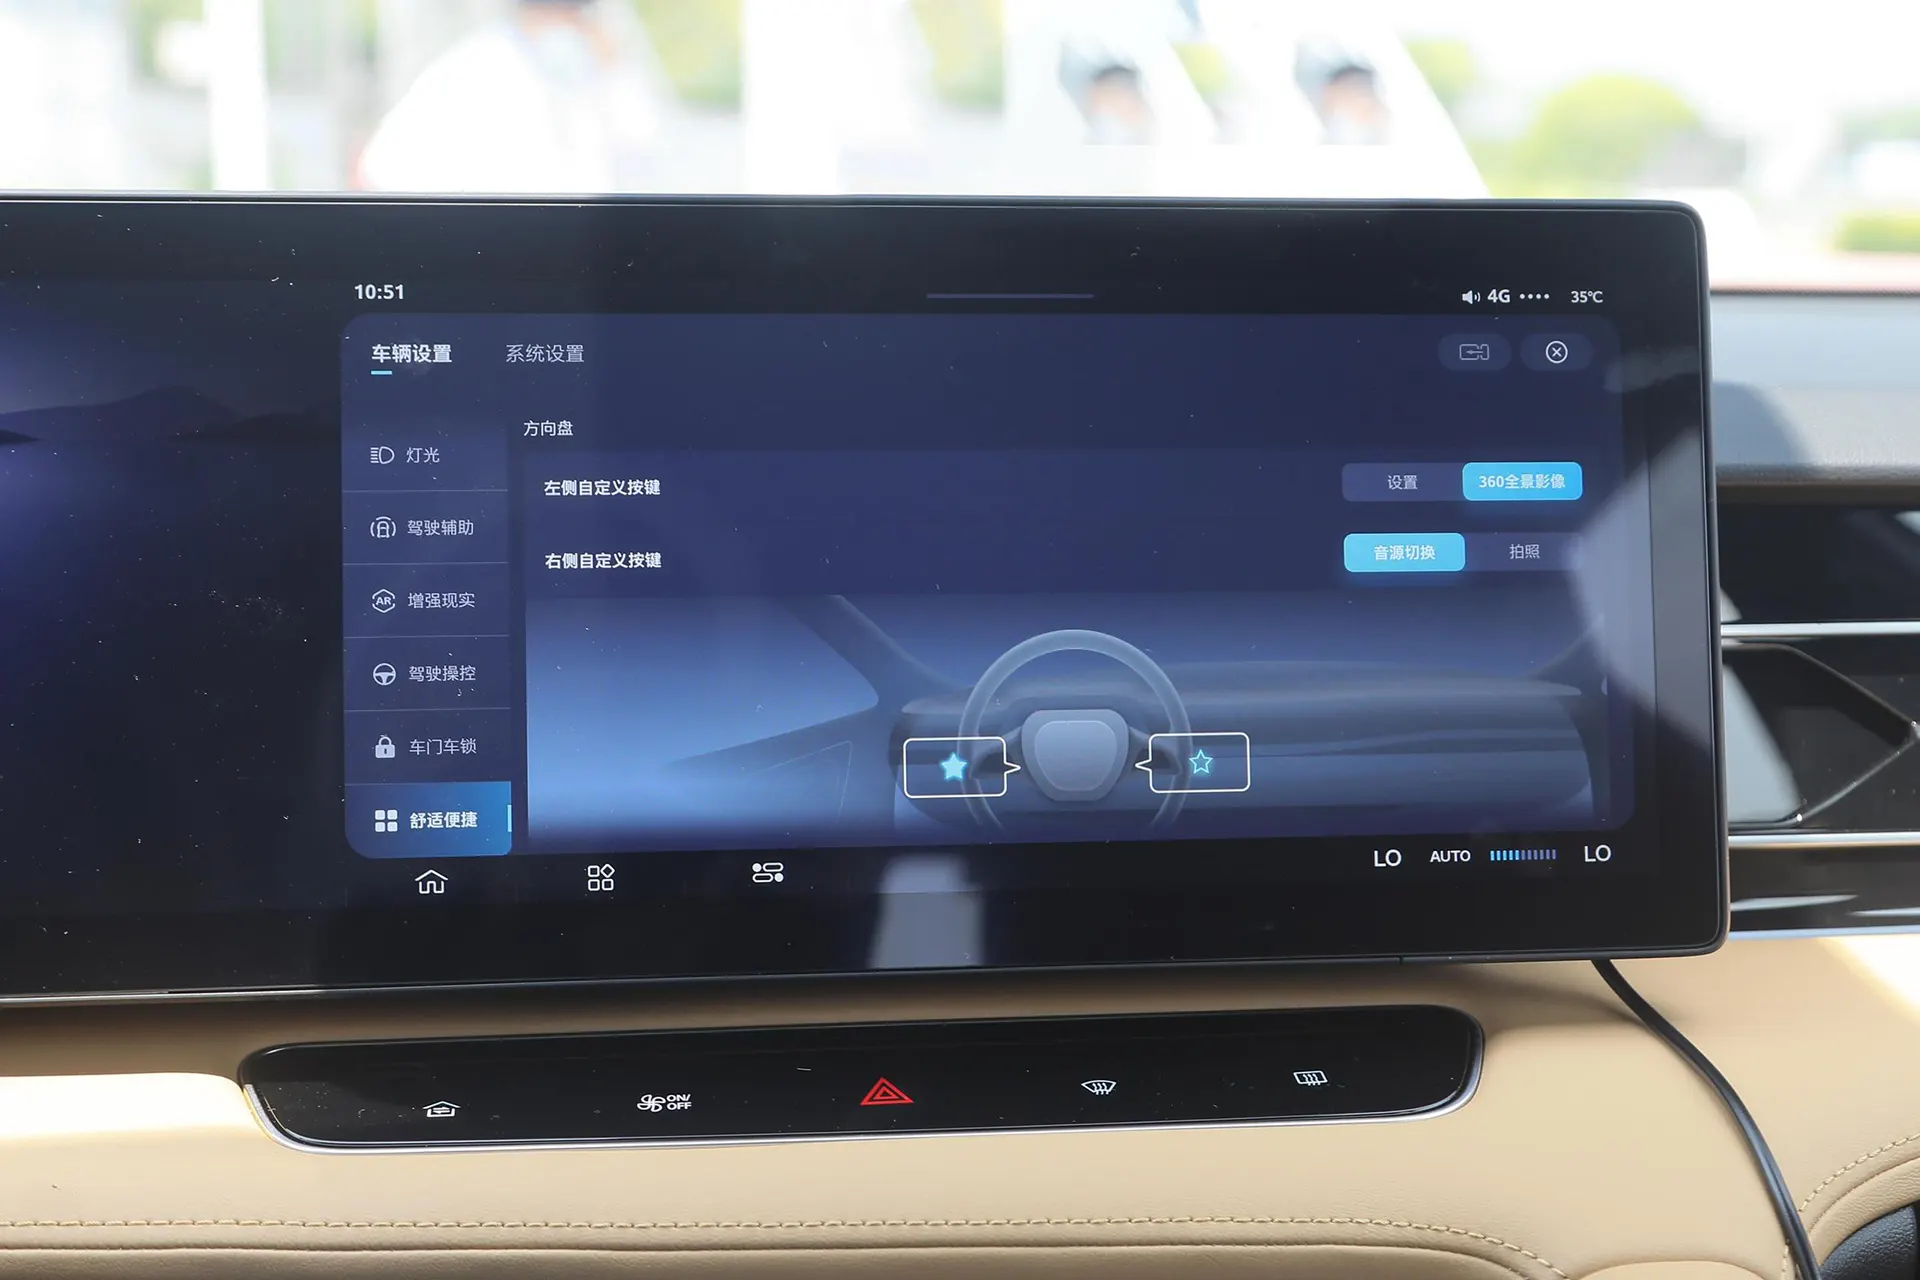 10:51
4G
35℃
车辆设置
系统设置
方向盘
灯光
左侧自定义按键
设置
360全景影像
驾驶辅助
右侧自定义按键
音源切换
拍照
AR
增强现实
驾驶操控
车门车锁
舒适便捷
LO
AUTO
LO
ON/
OFF